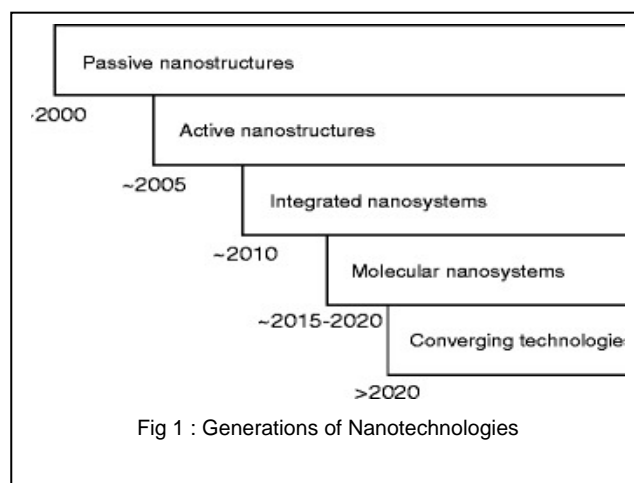 Passive nanostructures
~2000
Active nanostructures
~2005
Integrated nanosystems
~2010
Molecular nanosystems
~2015-2020
Converging technologies
>2020
Fig 1 : Generations of Nanotechnologies